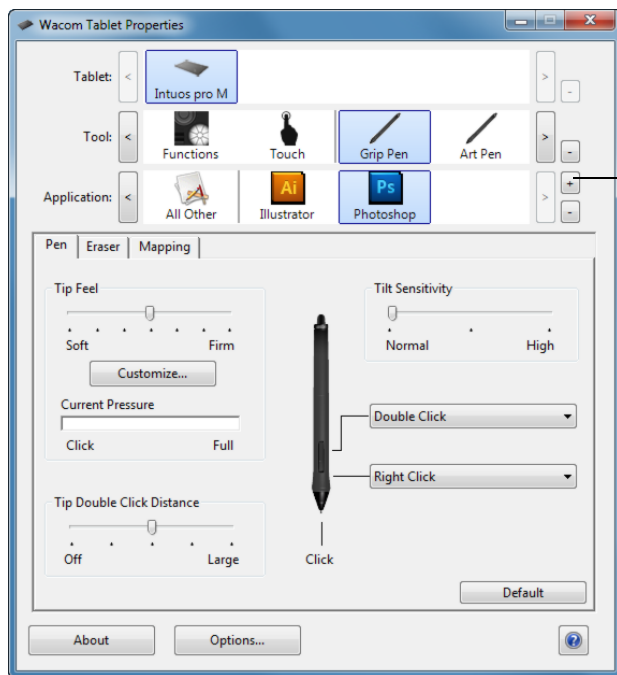 Wacom Tablet Properties
Tablet: < Intuos pro M > -
Tool: < Functions Touch Grip Pen Art Pen > -
Application: < All Other Ai Illustrator Ps Photoshop > + -
Pen Eraser Mapping
Tip Feel
Soft Firm
Customize...
Current Pressure
Click Full
Tip Double Click Distance
Off Large
Click
Tilt Sensitivity
Normal High
Double Click
Right Click
Default
About Options... ?